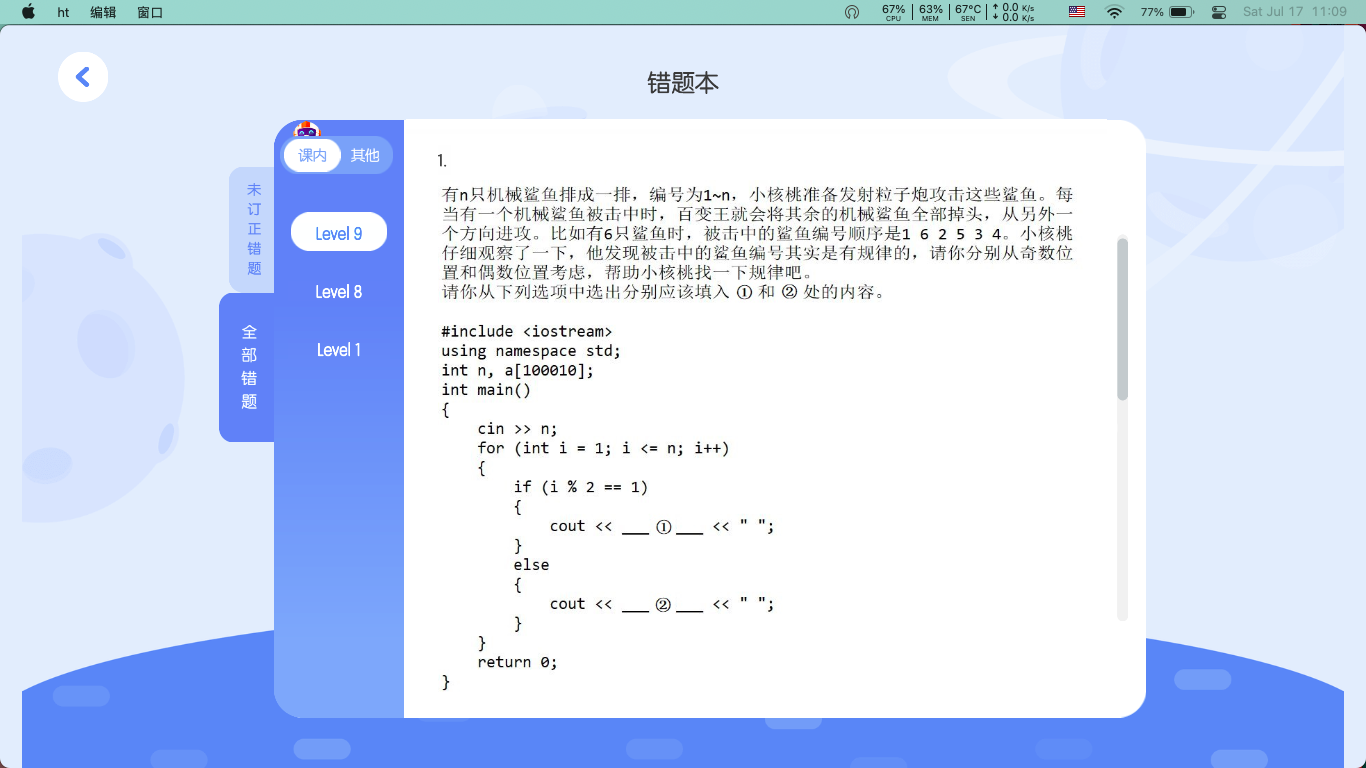 ht 编辑 窗口 67% CPU 63% MEM 67°C SEN ↑ 0.0 K/s ↓ 0.0 K/s 77% Sat Jul 17 11:09
错题本
课内 其他
未订正错题
全部错题
Level 9
Level 8
Level 1
1.
有n只机械鲨鱼排成一排，编号为1~n，小核桃准备发射粒子炮攻击这些鲨鱼。每
当有一个机械鲨鱼被击中时，百变王就会将其余的机械鲨鱼全部掉头，从另外一
个方向进攻。比如有6只鲨鱼时，被击中的鲨鱼编号顺序是1 6 2 5 3 4。小核桃
仔细观察了一下，他发现被击中的鲨鱼编号其实是有规律的，请你分别从奇数位
置和偶数位置考虑，帮助小核桃找一下规律吧。
请你从下列选项中选出分别应该填入 ① 和 ② 处的内容。
#include <iostream>
using namespace std;
int n, a[100010];
int main()
{
    cin >> n;
    for (int i = 1; i <= n; i++)
    {
        if (i % 2 == 1)
        {
            cout << ___ ① ___ << " ";
        }
        else
        {
            cout << ___ ② ___ << " ";
        }
    }
    return 0;
}